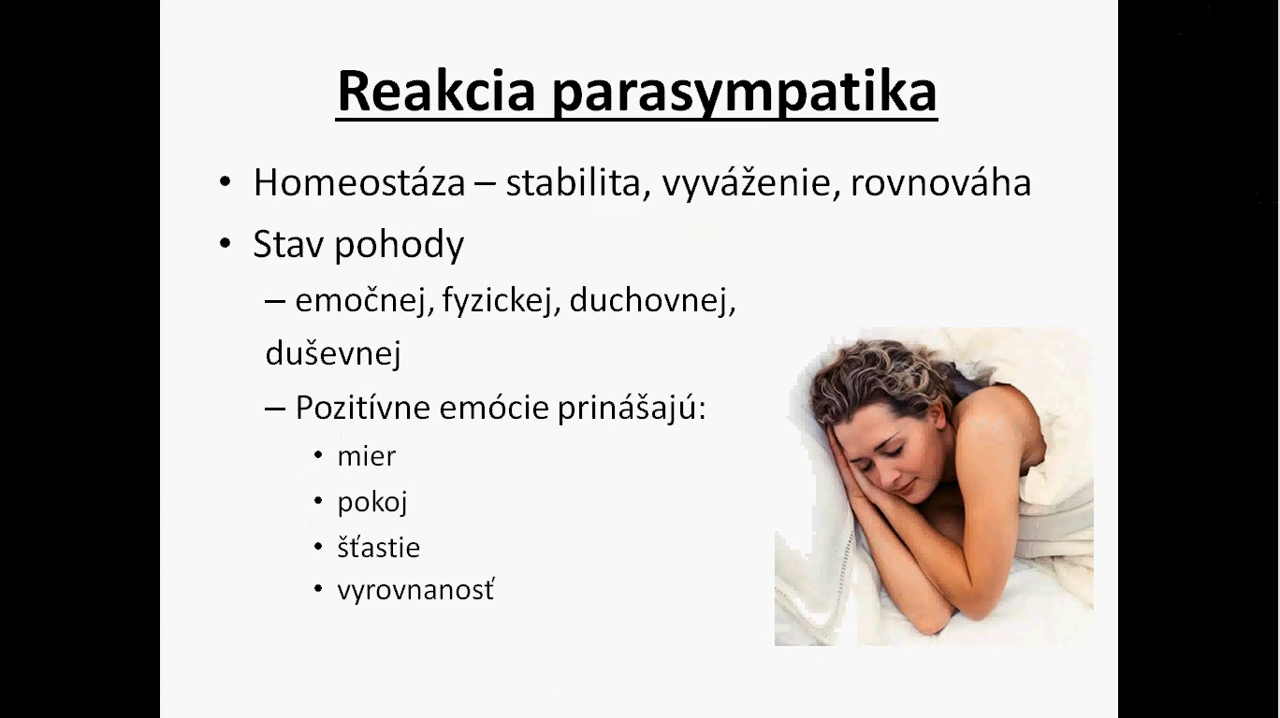 Reakcia parasympatika
• Homeostáza – stabilita, vyváženie, rovnováha
• Stav pohody
– emočnej, fyzickej, duchovnej,
duševnej
– Pozitívne emócie prinášajú:
• mier
• pokoj
• šťastie
• vyrovnanosť